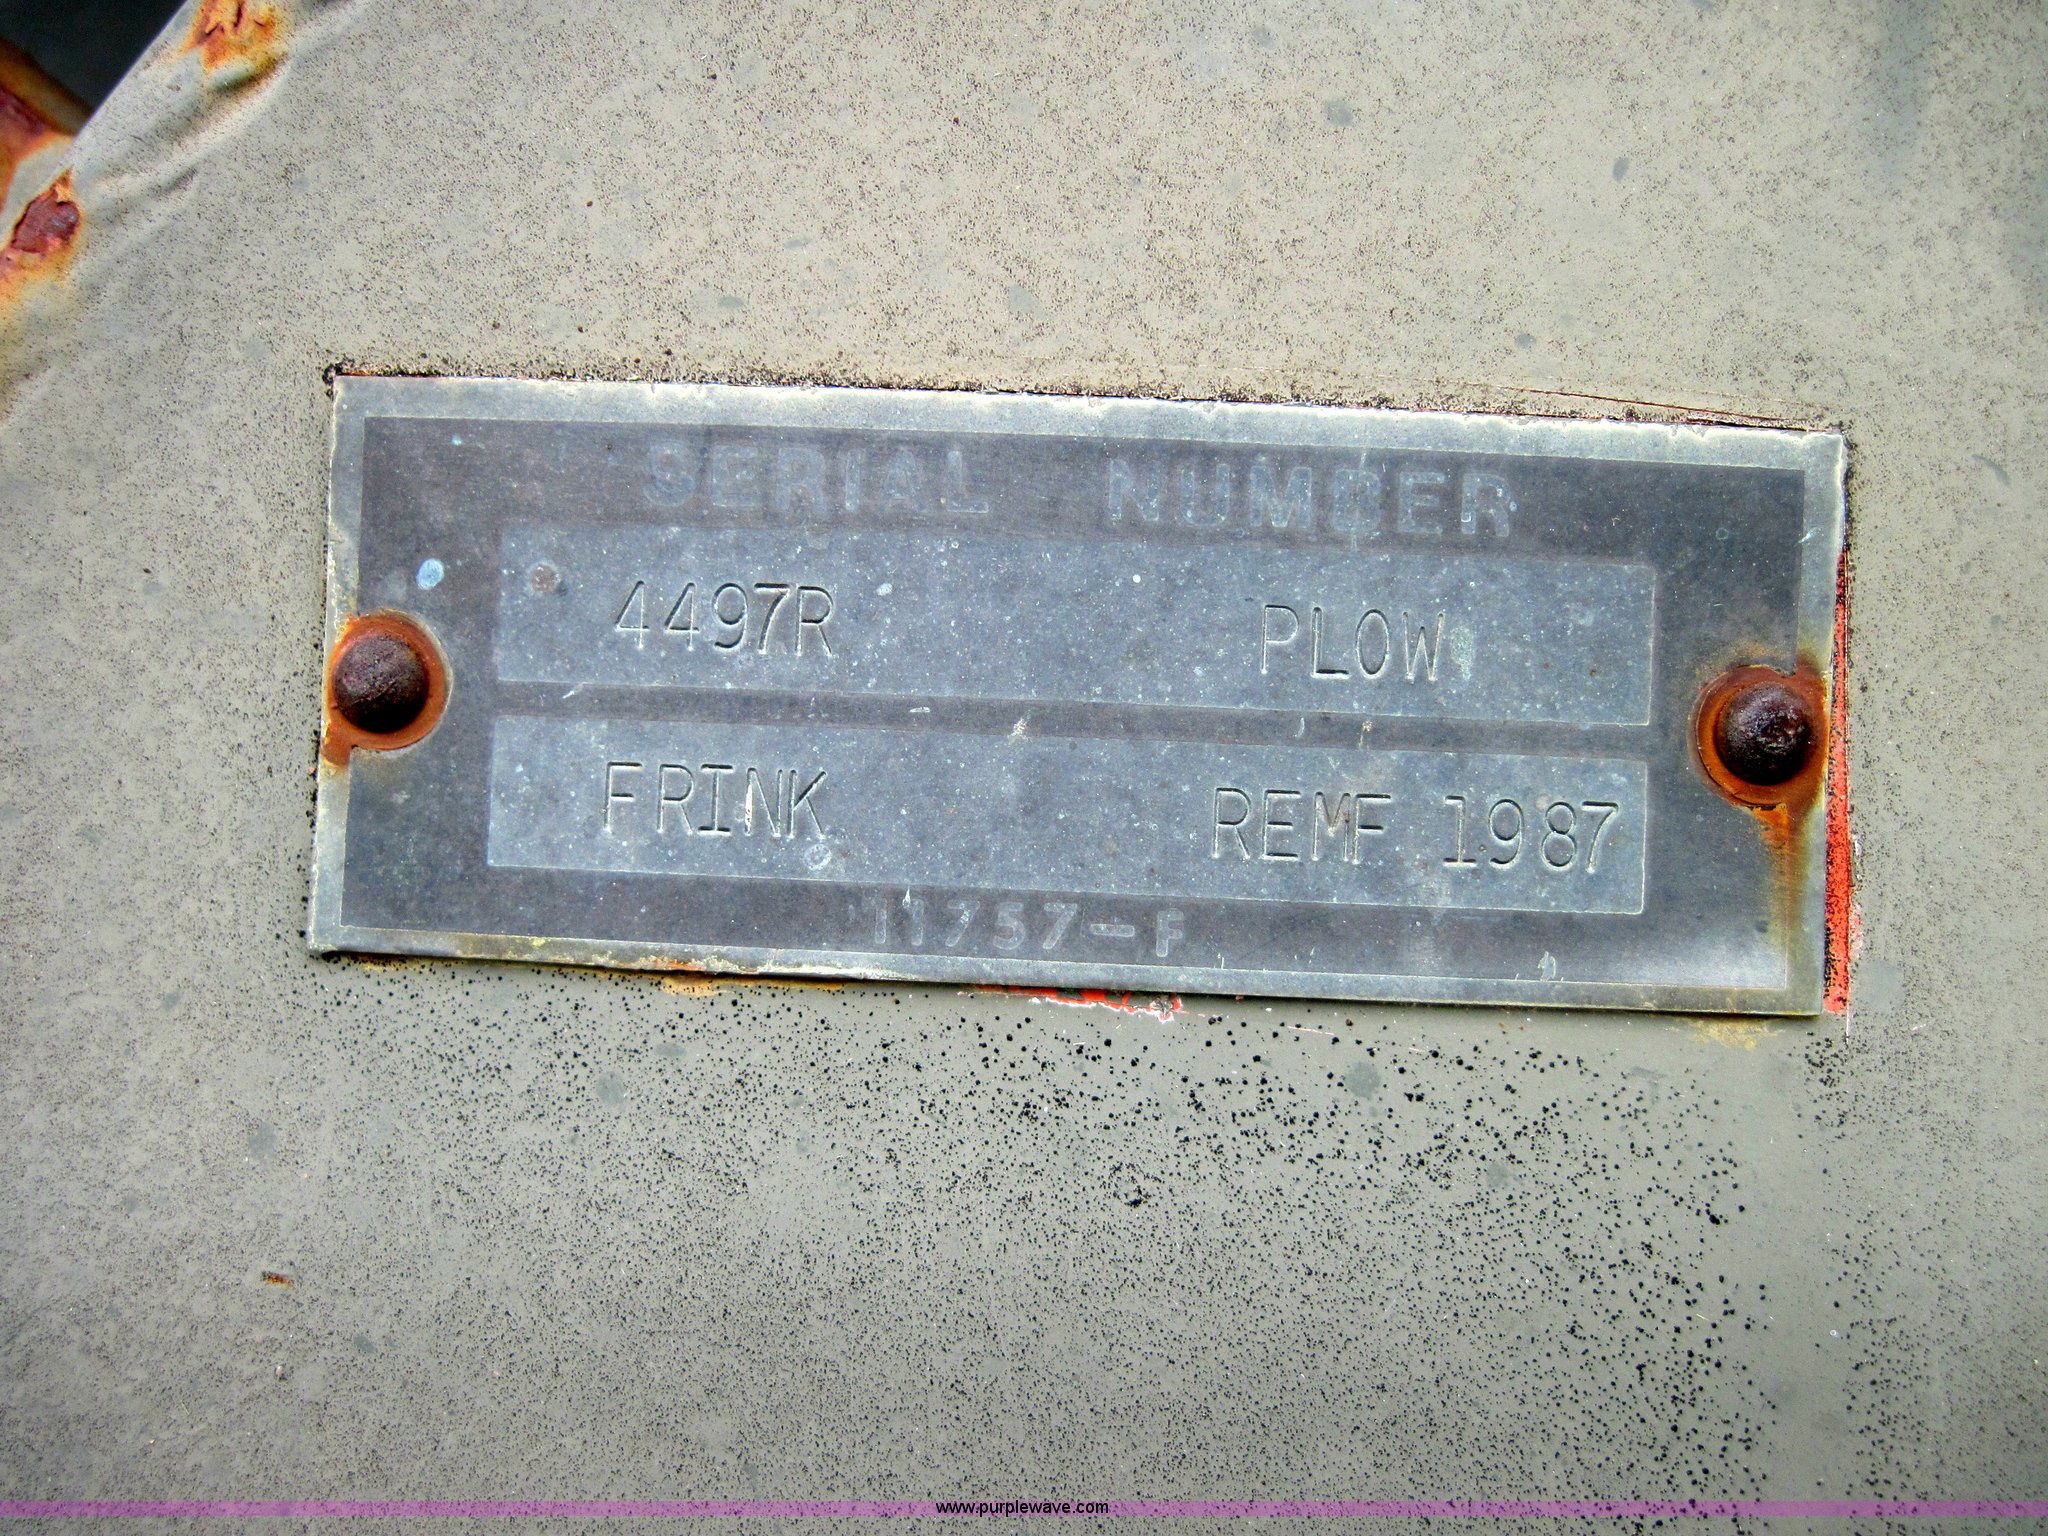 SERIAL NUMBER
4497R PLOW
FRINK REMF 1987
11757-F
www.purplewave.com